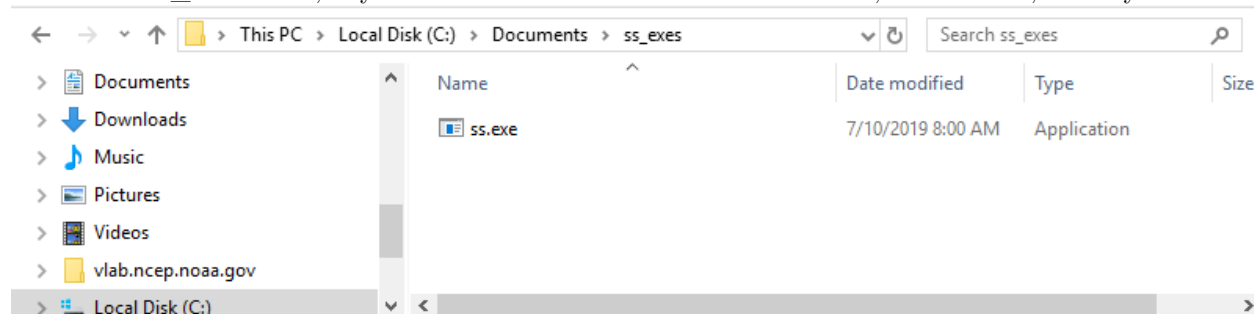 This PC > Local Disk (C:) > Documents > ss_exes
Search ss_exes
> Documents
> Downloads
> Music
> Pictures
> Videos
> vlab.ncep.noaa.gov
> Local Disk (C:)
Name Date modified Type Size
ss.exe 7/10/2019 8:00 AM Application